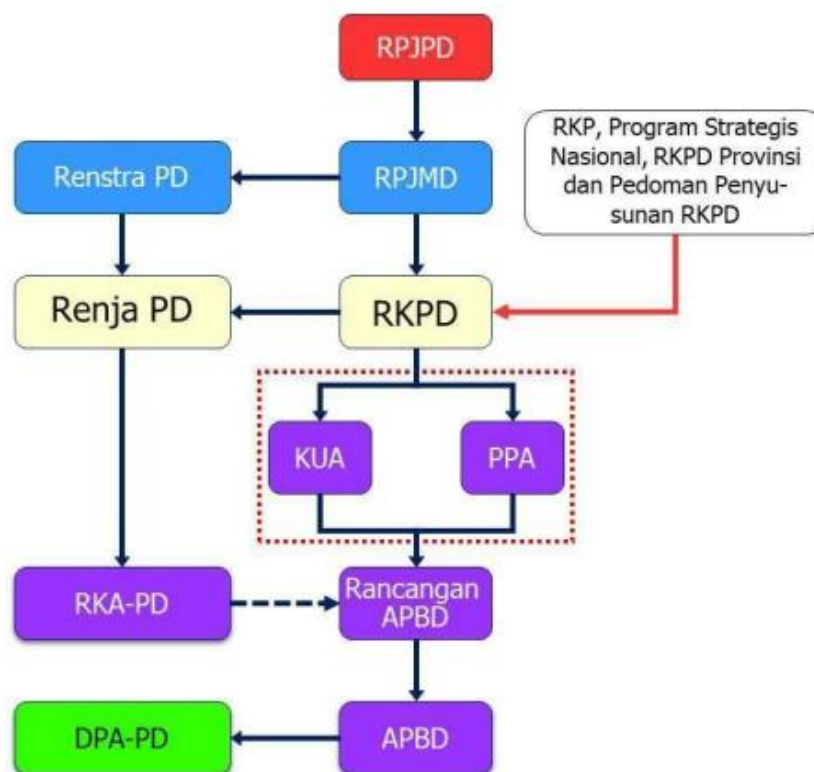 RPJPD
RKP, Program Strategis
Nasional, RKPD Provinsi
dan Pedoman Penyu-
sunan RKPD
Renstra PD
RPJMD
Renja PD
RKPD
KUA
PPA
RKA-PD
Rancangan
APBD
DPA-PD
APBD